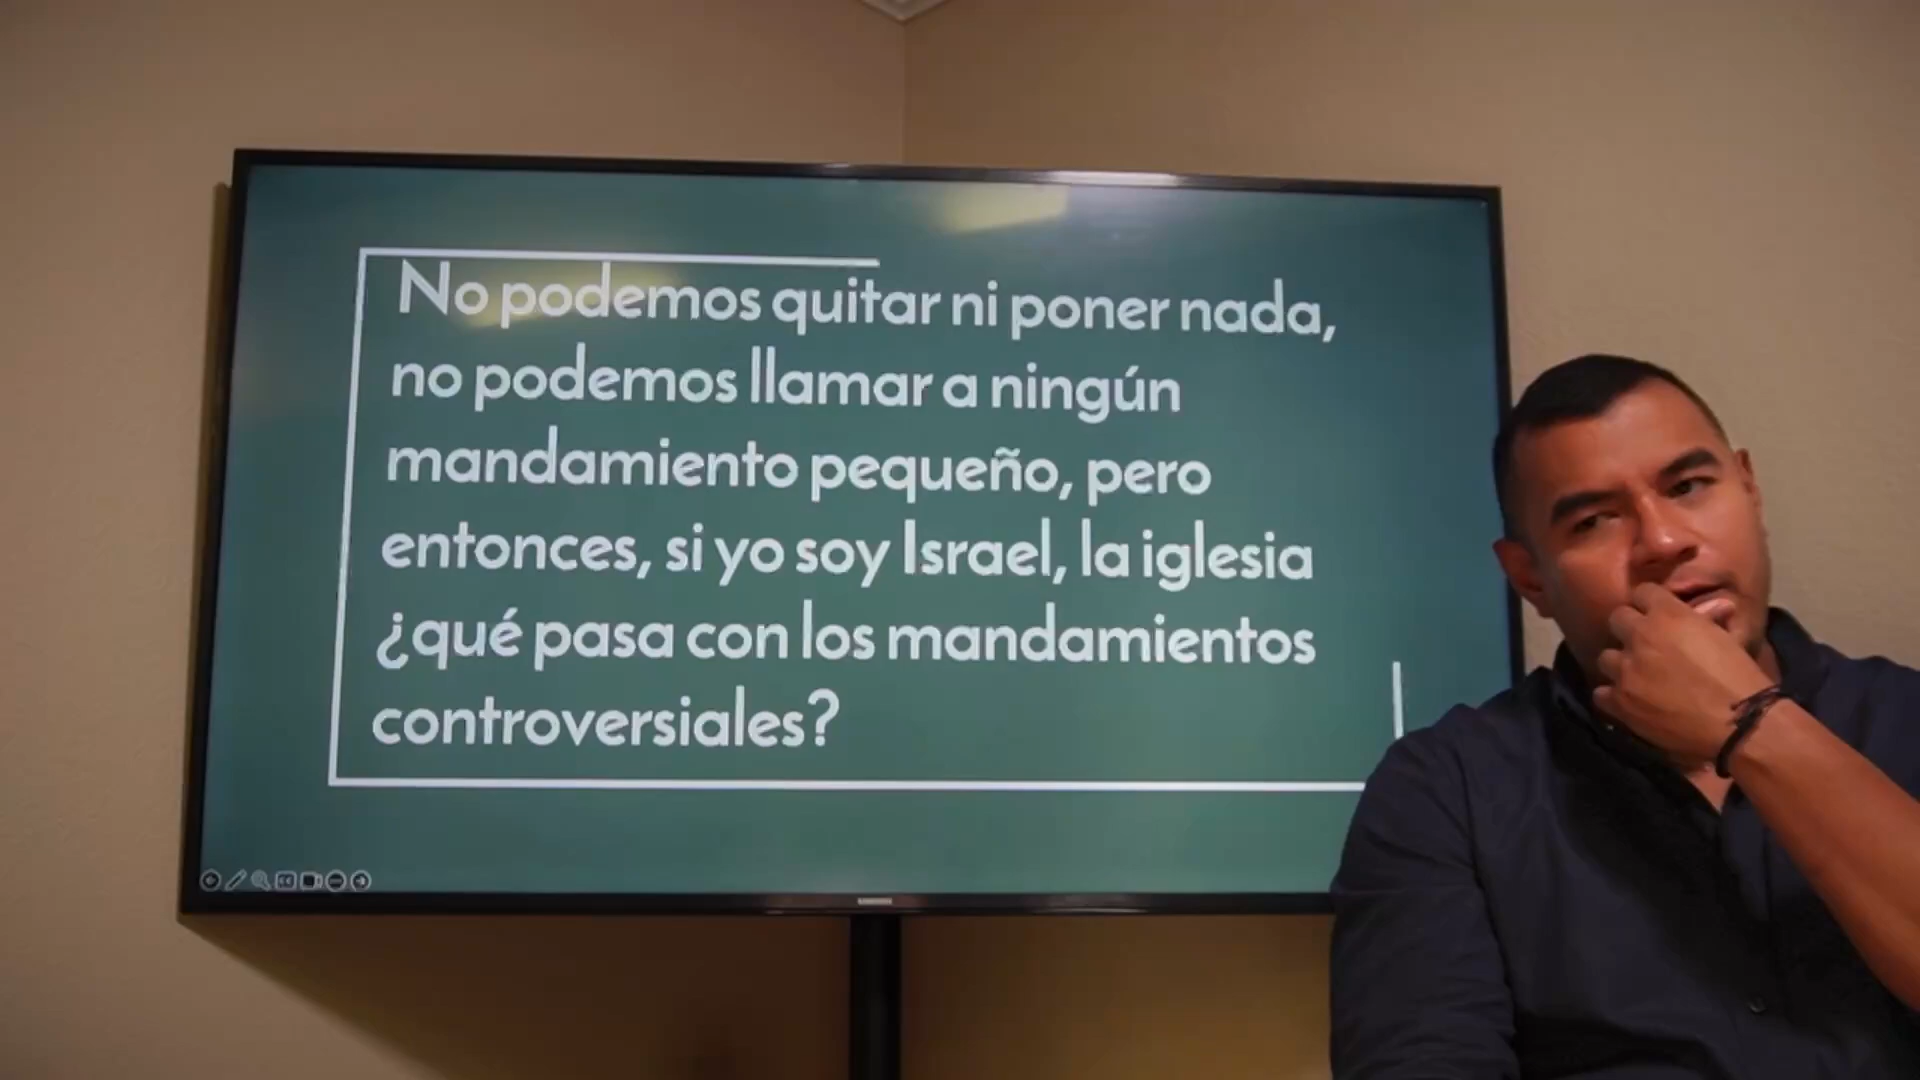 No podemos quitar ni poner nada,
no podemos llamar a ningún
mandamiento pequeño, pero
entonces, si yo soy Israel, la iglesia
¿qué pasa con los mandamientos
controversiales?